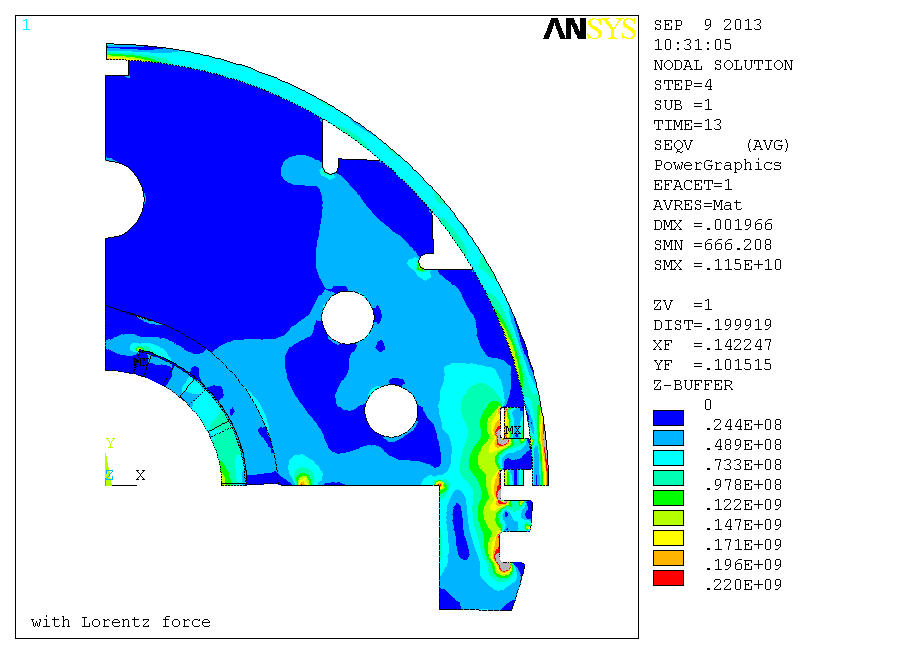 1
ANSYS
SEP  9 2013
10:31:05
NODAL SOLUTION
STEP=4
SUB =1
TIME=13
SEQV     (AVG)
PowerGraphics
EFACET=1
AVRES=Mat
DMX =.001966
SMN =666.208
SMX =.115E+10
ZV  =1
DIST=.199919
XF  =.142247
YF  =.101515
Z-BUFFER
0
.244E+08
.489E+08
.733E+08
.978E+08
.122E+09
.147E+09
.171E+09
.196E+09
.220E+09
MN
MX
Y
Z X
with Lorentz force